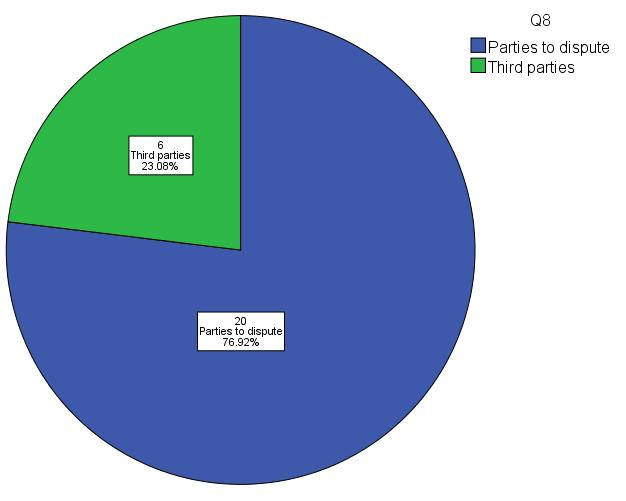 Q8
Parties to dispute
Third parties
6
Third parties
23.08%
20
Parties to dispute
76.92%